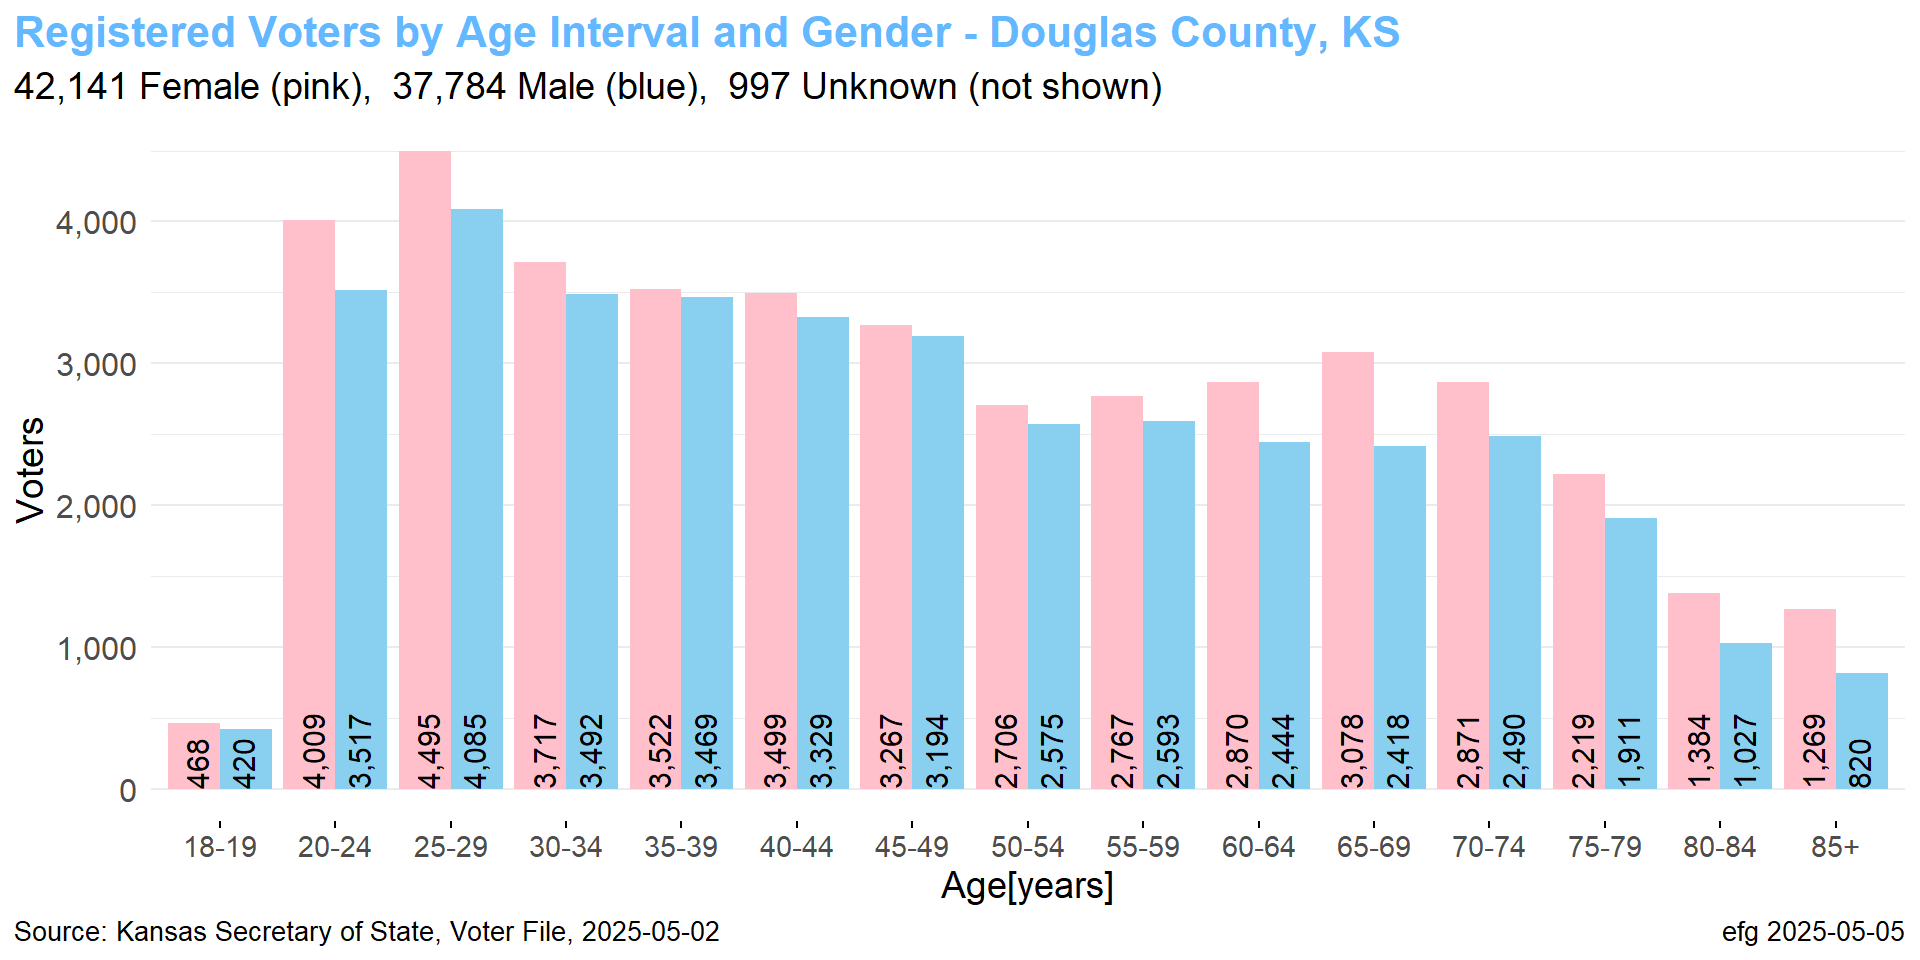 Registered Voters by Age Interval and Gender - Douglas County, KS
42,141 Female (pink),  37,784 Male (blue),  997 Unknown (not shown)
4,000
3,000
2,000
1,000
0
Voters
468 420 4,009 3,517 4,495 4,085 3,717 3,492 3,522 3,469 3,499 3,329 3,267 3,194 2,706 2,575 2,767 2,593 2,870 2,444 3,078 2,418 2,871 2,490 2,219 1,911 1,384 1,027 1,269 820
18-19 20-24 25-29 30-34 35-39 40-44 45-49 50-54 55-59 60-64 65-69 70-74 75-79 80-84 85+
Age[years]
Source: Kansas Secretary of State, Voter File, 2025-05-02
efg 2025-05-05